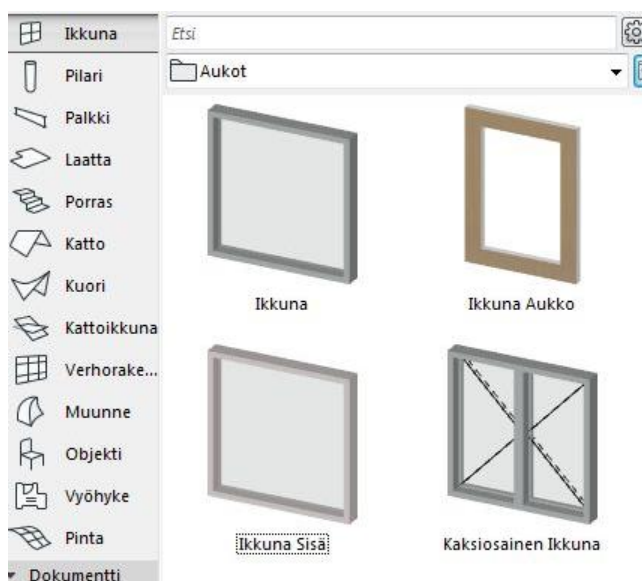 Ikkuna
Pilari
Palkki
Laatta
Porras
Katto
Kuori
Kattoikkuna
Verhorake...
Muunne
Objekti
Vyöhyke
Pinta
Dokumentti
Etsi
Aukot
Ikkuna
Ikkuna Aukko
Ikkuna Sisä
Kaksiosainen Ikkuna